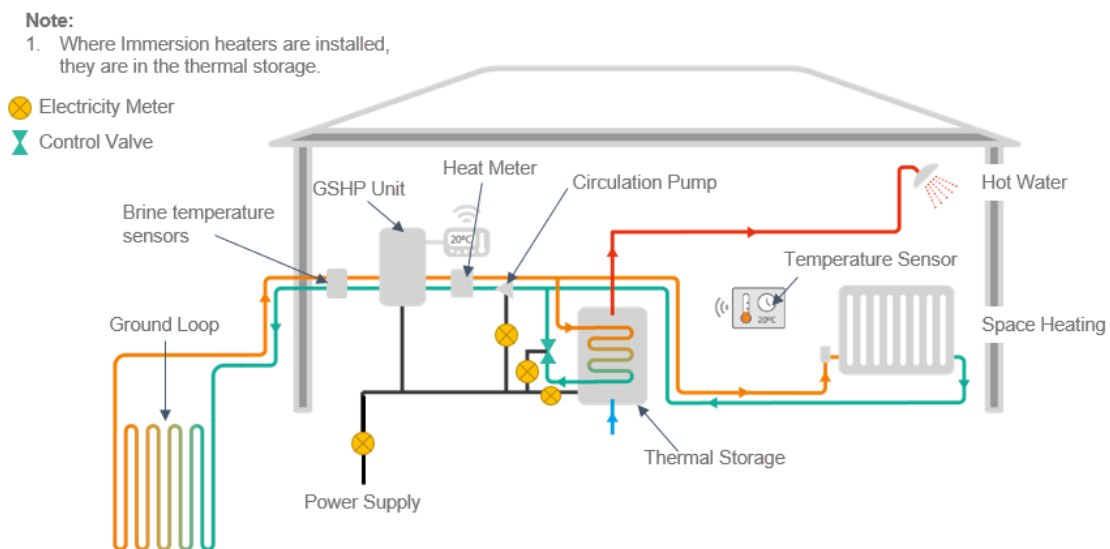 Note:
1. Where Immersion heaters are installed,
they are in the thermal storage.
Electricity Meter
Control Valve
Heat Meter
GSHP Unit
Circulation Pump
Hot Water
Brine temperature
sensors
20ºC
Temperature Sensor
20ºC
Ground Loop
Space Heating
Thermal Storage
Power Supply